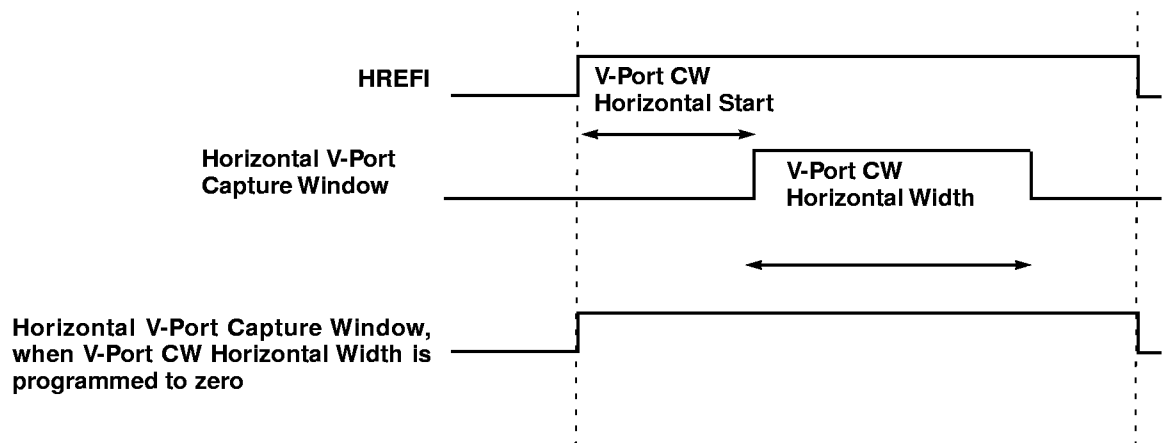 HREFI
V-Port CW
Horizontal Start
Horizontal V-Port
Capture Window
V-Port CW
Horizontal Width
Horizontal V-Port Capture Window,
when V-Port CW Horizontal Width is
programmed to zero